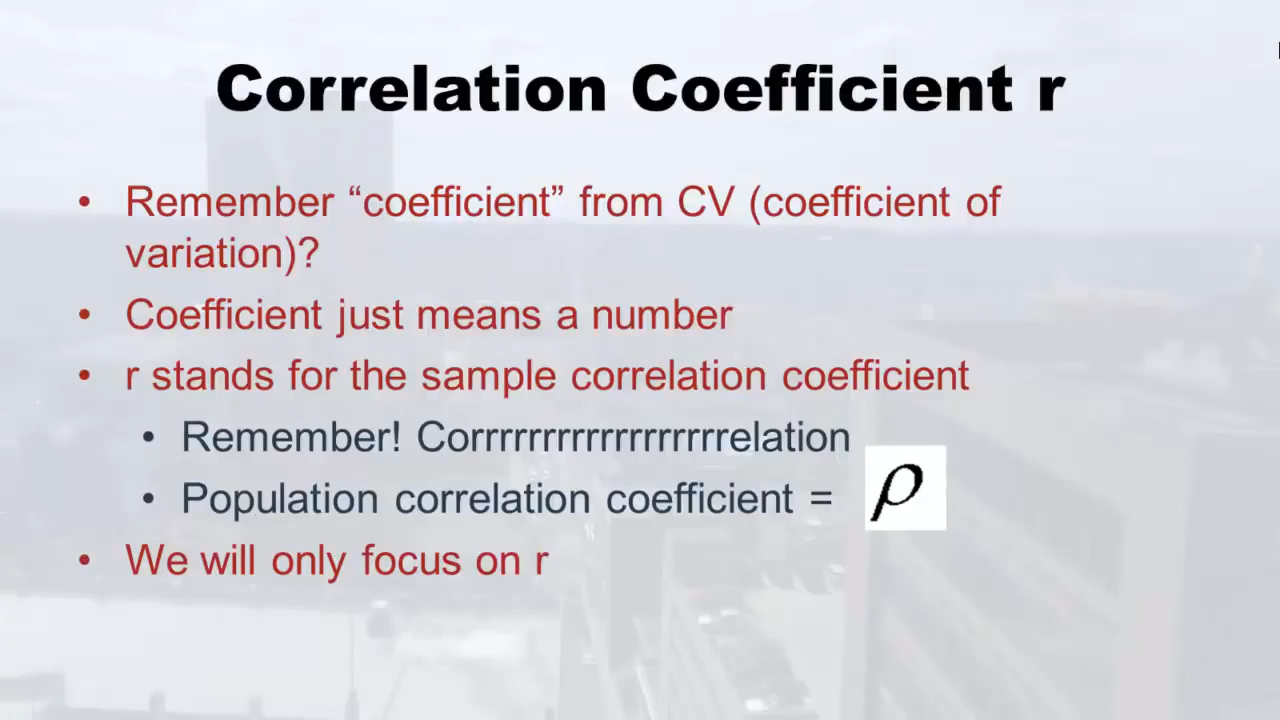 Correlation Coefficient r
• Remember “coefficient” from CV (coefficient of
variation)?
• Coefficient just means a number
• r stands for the sample correlation coefficient
• Remember! Corrrrrrrrrrrrrrrrrrelation
• Population correlation coefficient = ρ
• We will only focus on r